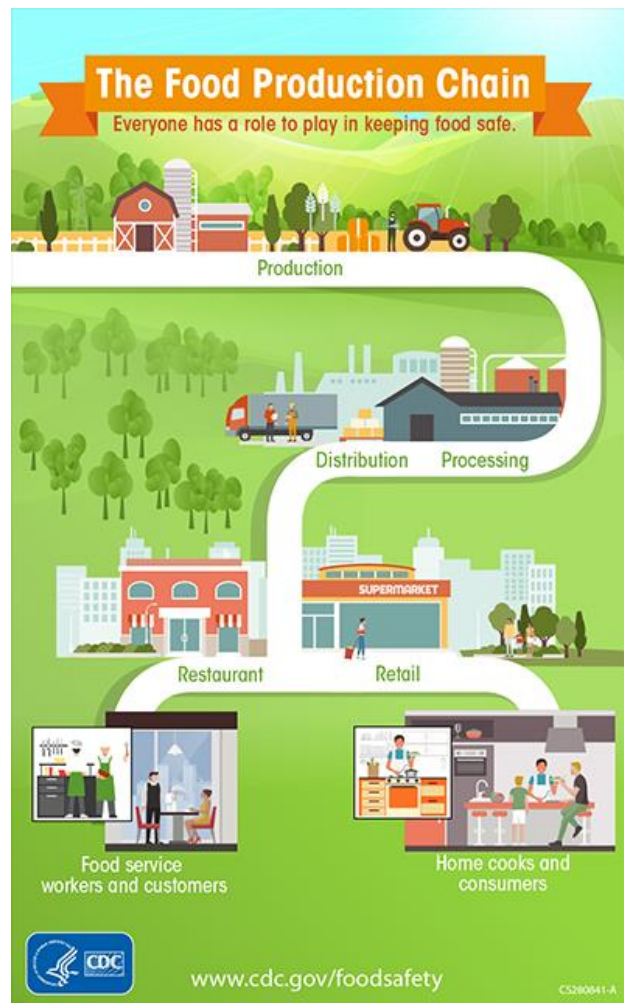 The Food Production Chain
Everyone has a role to play in keeping food safe.
Production
Distribution
Processing
SUPERMARKET
Restaurant
Retail
Food service
workers and customers
Home cooks and
consumers
CDC
www.cdc.gov/foodsafety
CS280841-A